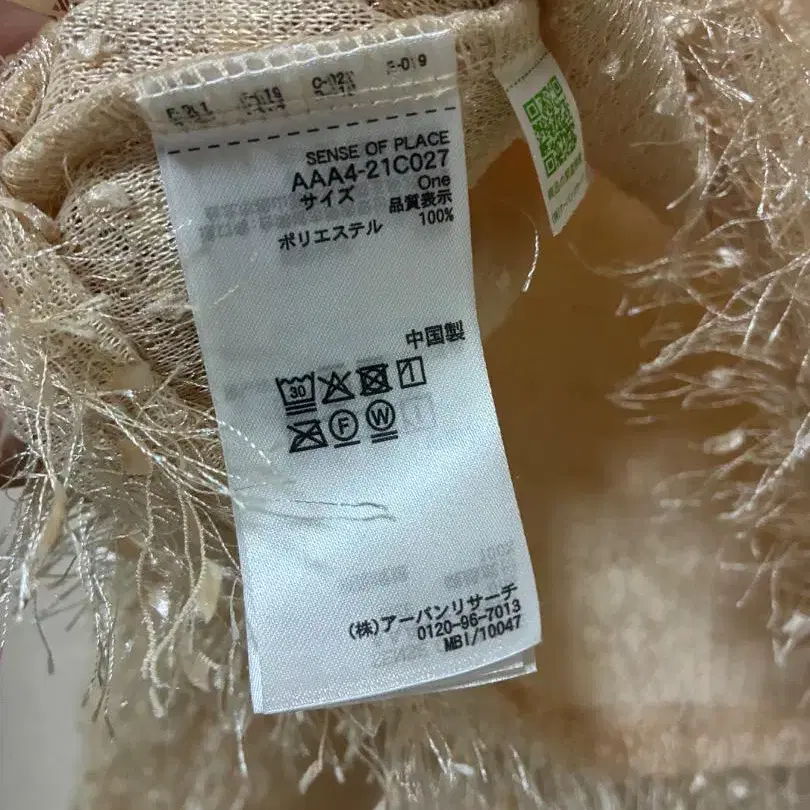 SENSE OF PLACE
AAA4-21C027
サイズ One
品質表示
ポリエステル 100%
中国製
30
F
W
(株)アーバンリサーチ
0120-96-7013
MBI/10047